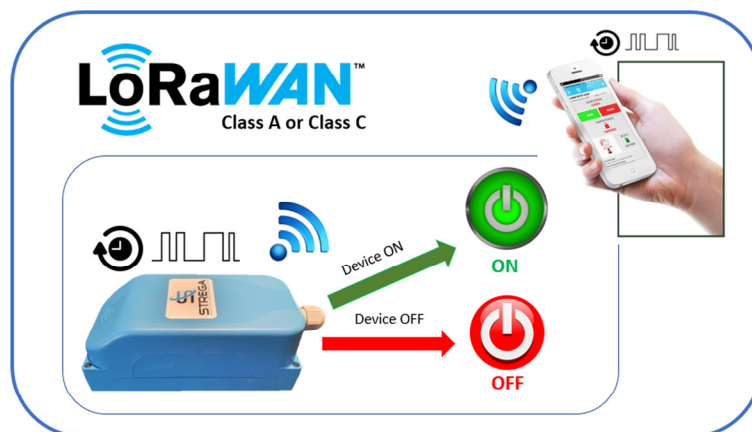 LoRaWAN™
Class A or Class C
Device ON
ON
STREGA
Device OFF
OFF